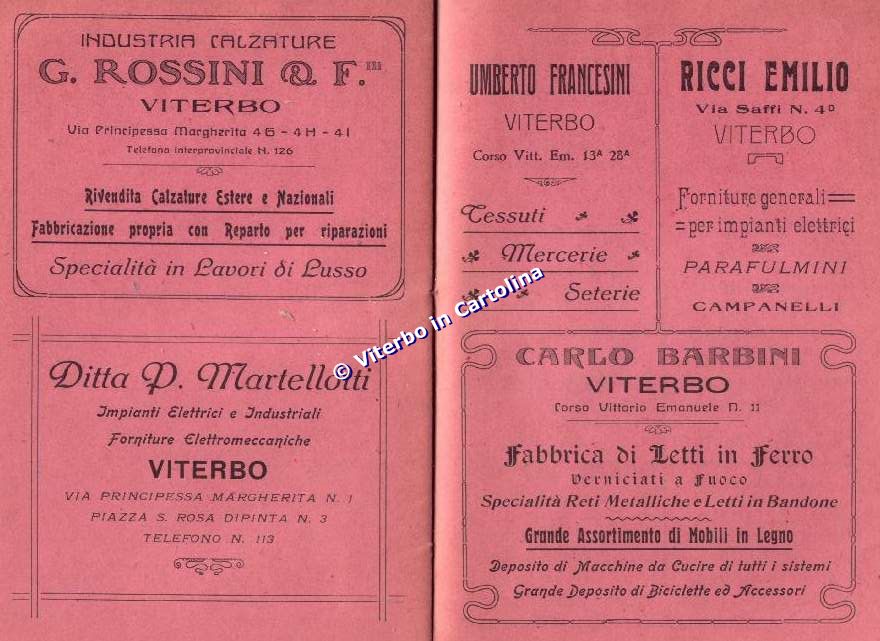 INDUSTRIA CALZATURE
G. ROSSINI & F.lli
VITERBO
Via Principessa Margherita 4G - 4H - 4I
Telefono interprovinciale N. 126
Rivendita Calzature Estere e Nazionali
Fabbricazione propria con Reparto per riparazioni
Specialità in Lavori di Lusso
Ditta P. Martellotti
Impianti Elettrici e Industriali
Forniture Elettromeccaniche
VITERBO
VIA PRINCIPESSA MARGHERITA N. 1
PIAZZA S. ROSA DIPINTA N. 3
TELEFONO N. 113
UMBERTO FRANCESINI
VITERBO
Corso Vitt. Em. 13A 28A
Tessuti
Mercerie
Seterie
RICCI EMILIO
Via Saffi N. 4D
VITERBO
Forniture generali
per impianti elettrici
PARAFULMINI
CAMPANELLI
CARLO BARBINI
VITERBO
Corso Vittorio Emanuele N. 11
Fabbrica di Letti in Ferro
Verniciati a Fuoco
Specialità Reti Metalliche e Letti in Bandone
Grande Assortimento di Mobili in Legno
Deposito di Macchine da Cucire di tutti i sistemi
Grande Deposito di Biciclette ed Accessori
© Viterbo in Cartolina